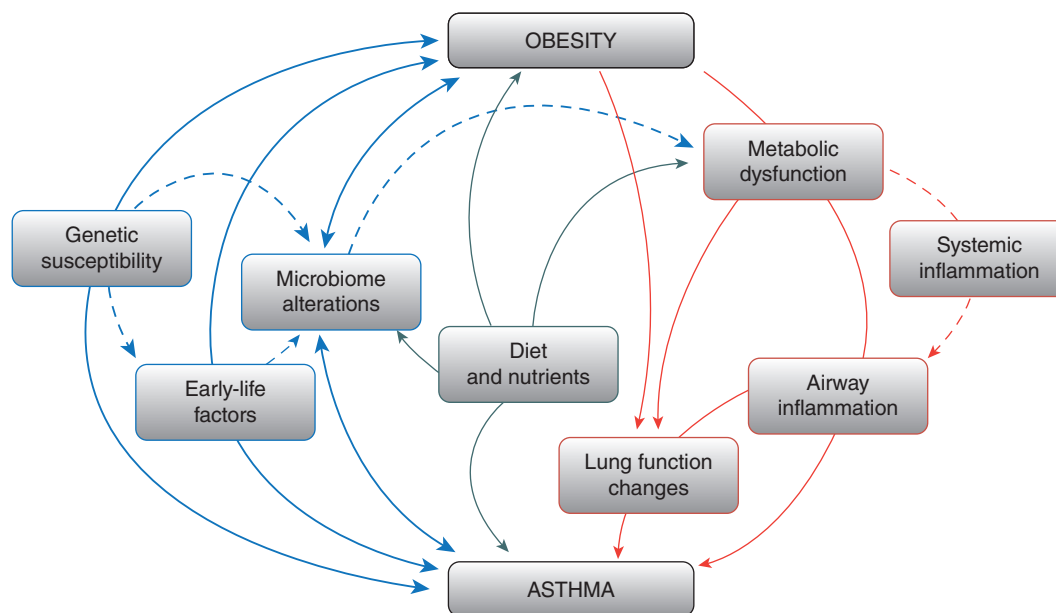 OBESITY
Metabolic
dysfunction
Genetic
susceptibility
Systemic
inflammation
Microbiome
alterations
Diet
and nutrients
Early-life
factors
Airway
inflammation
Lung function
changes
ASTHMA